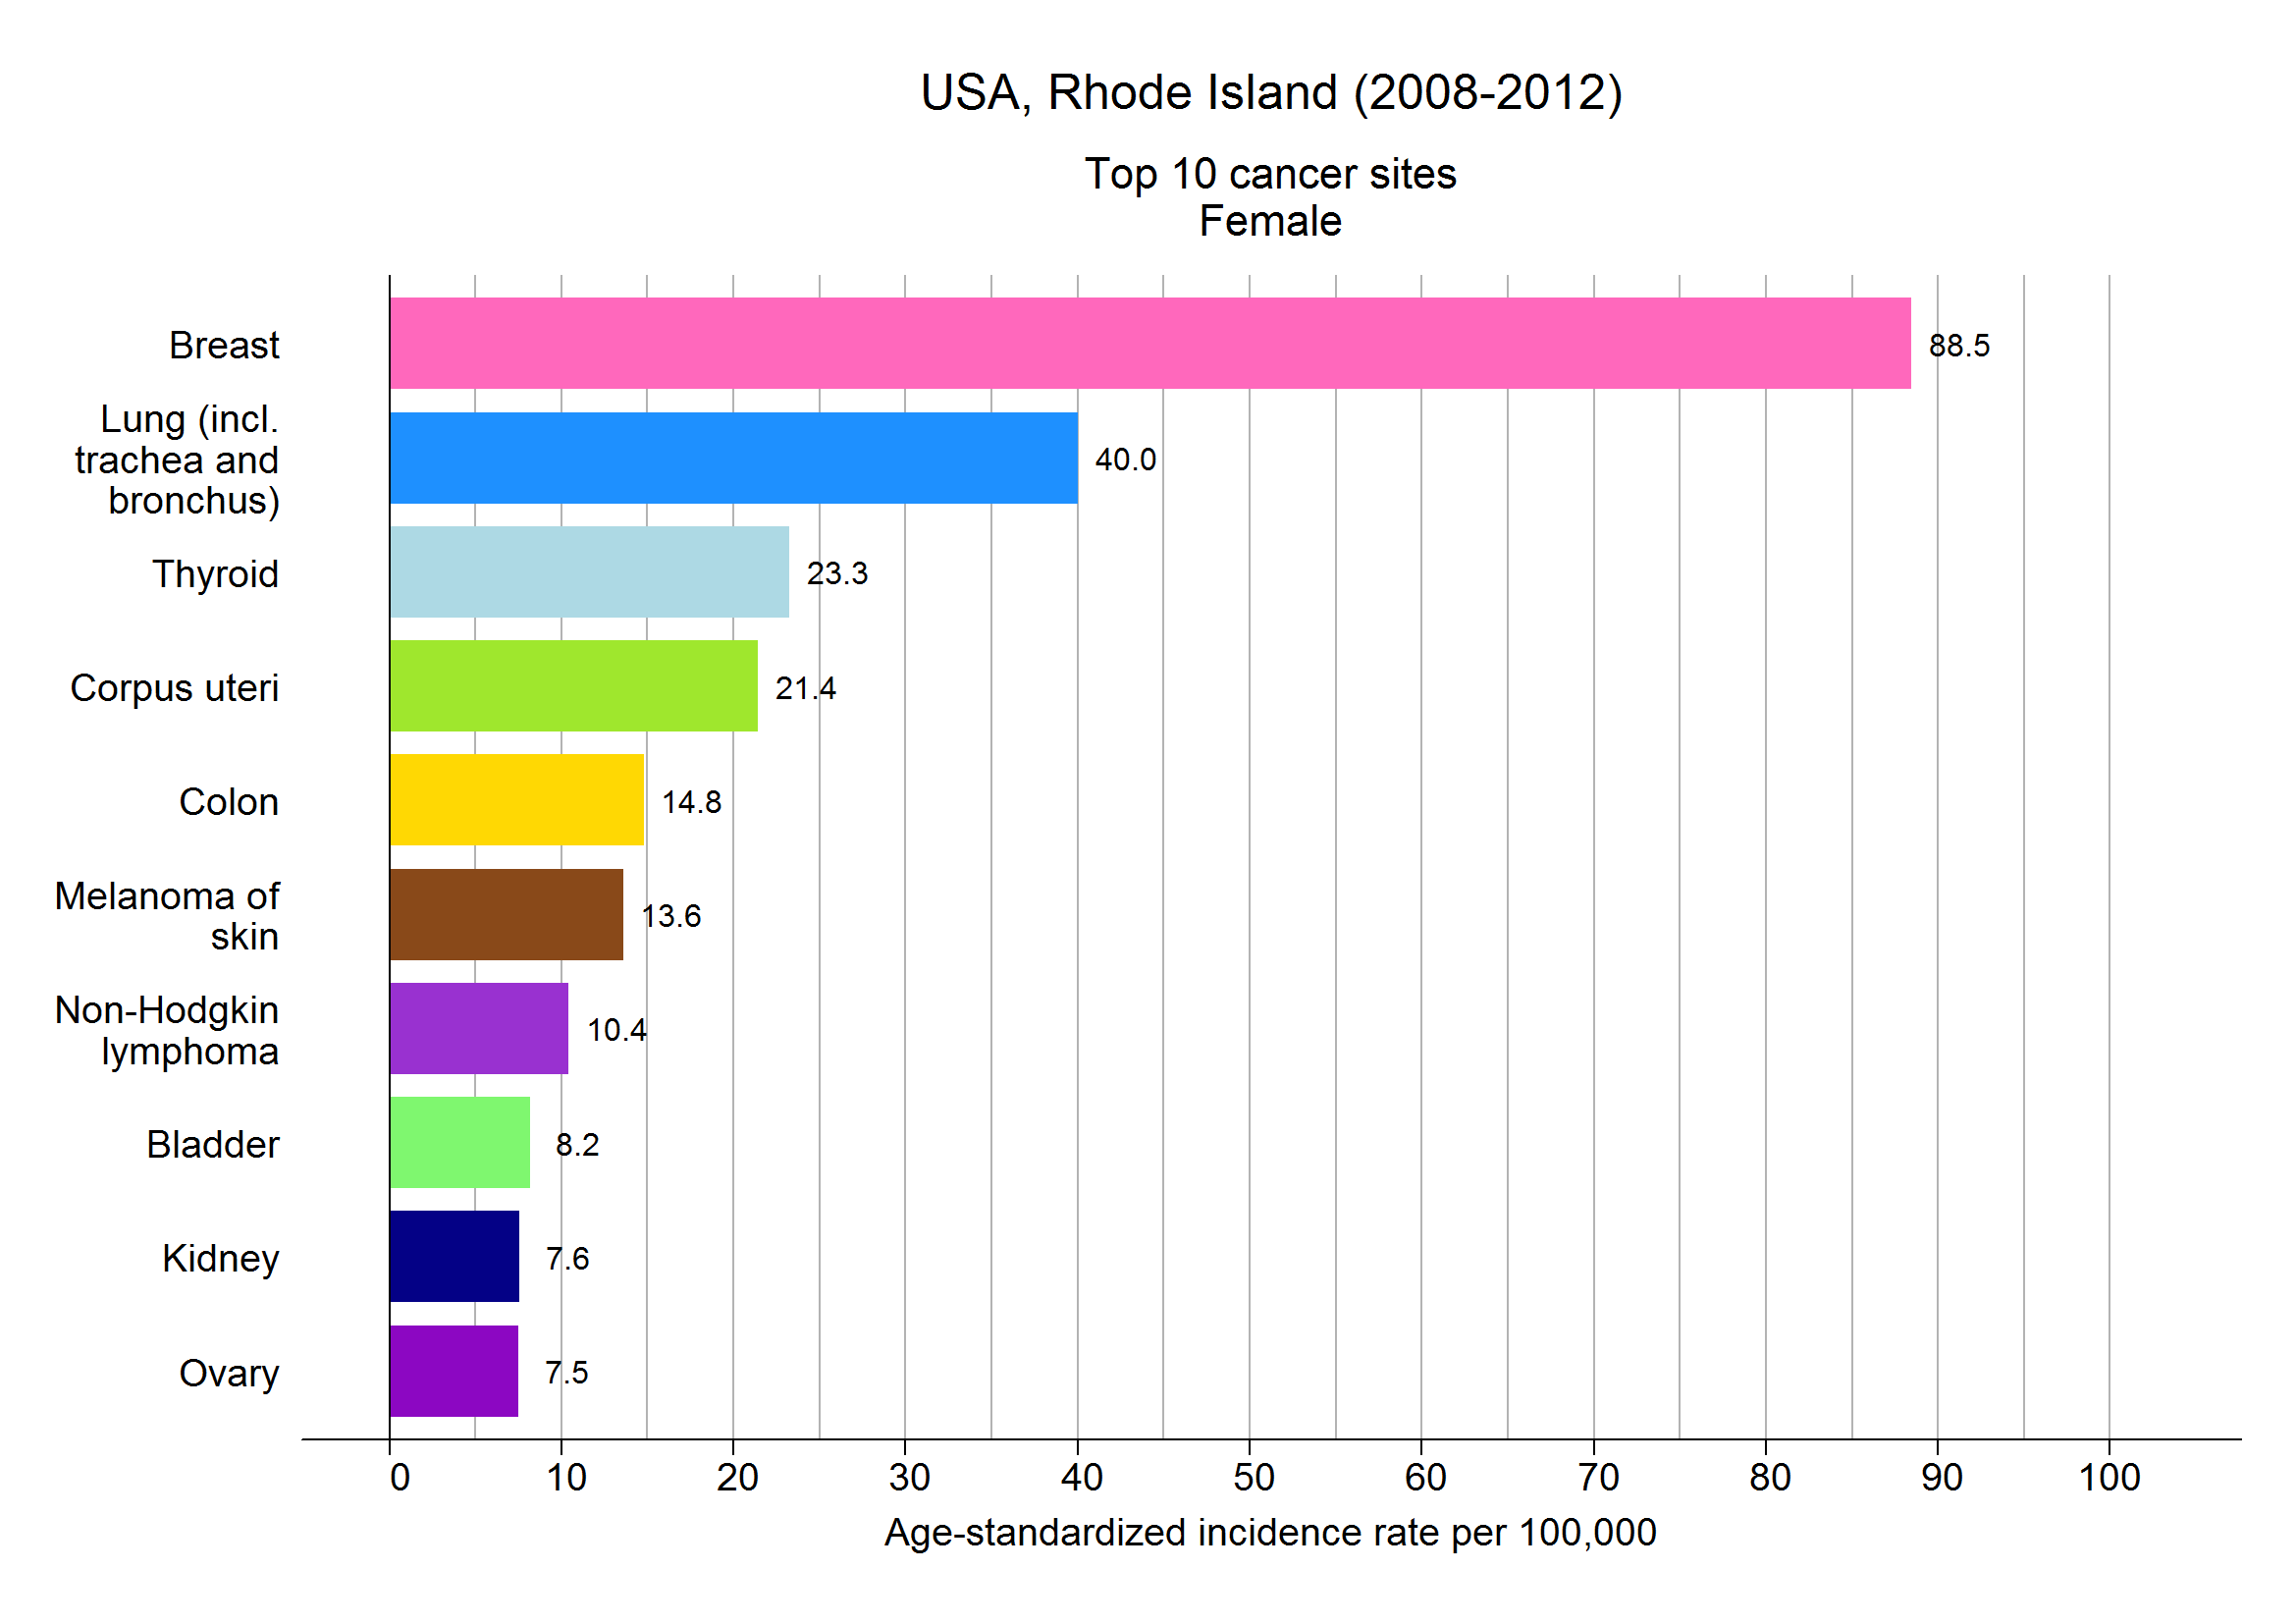 USA, Rhode Island (2008-2012)
Top 10 cancer sites
Female
Breast
88.5
Lung (incl.
trachea and
bronchus)
40.0
Thyroid
23.3
Corpus uteri
21.4
Colon
14.8
Melanoma of
skin
13.6
Non-Hodgkin
lymphoma
10.4
Bladder
8.2
Kidney
7.6
Ovary
7.5
0 10 20 30 40 50 60 70 80 90 100
Age-standardized incidence rate per 100,000